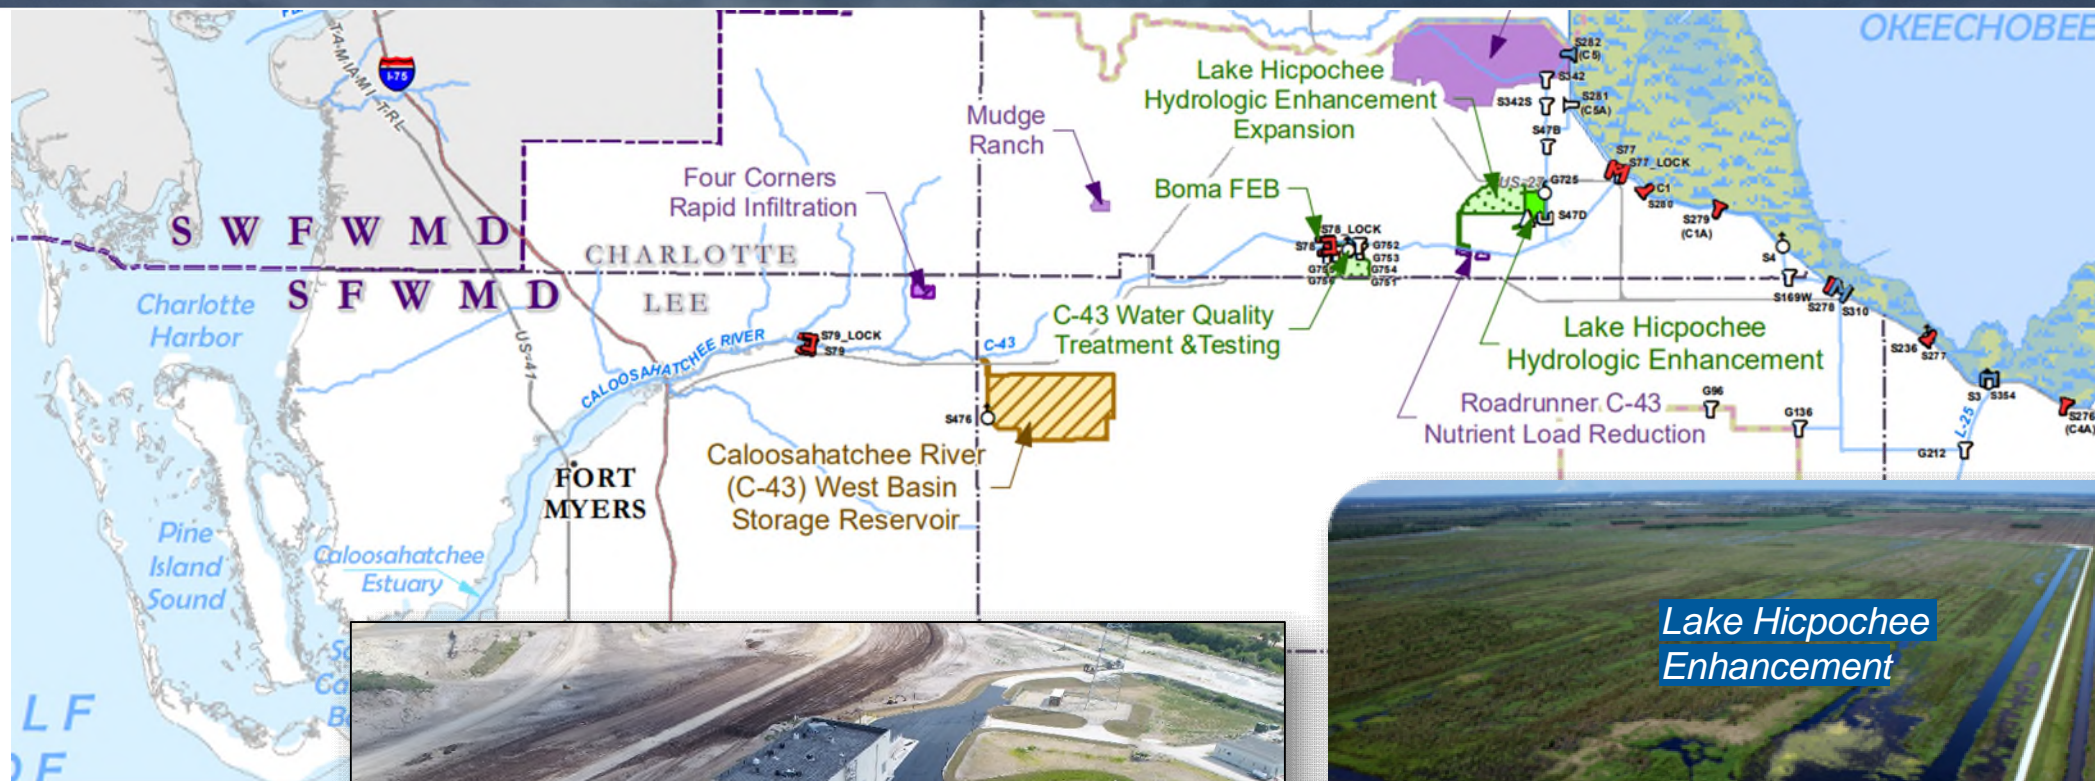 OKEECHOBEE
I-75
TAMIAMI TRL
S282
(C5)
S342
S342S
S281
(C5A)
S47B
Lake Hicpochee
Hydrologic Enhancement
Expansion
Mudge
Ranch
Four Corners
Rapid Infiltration
Boma FEB
S77
S77_LOCK
US-27
G725
C1
S280
S279
(C1A)
S47D
S W F W M D
S F W M D
CHARLOTTE
LEE
S78_LOCK
S78
G752
G753
G755
G754
G756
G751
S4
S169W
S278
S310
Charlotte
Harbor
US-41
CALOOSAHATCHEE RIVER
S79_LOCK
S79
C-43
C-43 Water Quality
Treatment &Testing
Lake Hicpochee
Hydrologic Enhancement
S236
S277
S3
S354
S276
(C4A)
L-25
Roadrunner C-43
Nutrient Load Reduction
G96
G136
G212
S476
Caloosahatchee River
(C-43) West Basin
Storage Reservoir
FORT
MYERS
Pine
Island
Sound
Caloosahatchee
Estuary
Lake Hicpochee
Enhancement